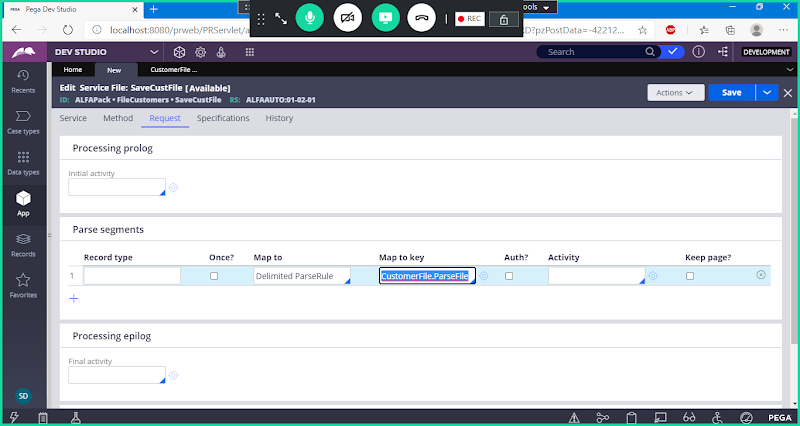 PEGA Pega Dev Studio
localhost:8080/prweb/PRServlet/a
REC
ools
D?pzPostData=-42212...
DEV STUDIO
Search
DEVELOPMENT
Home
New
CustomerFile ...
Recents
Case types
Data types
App
Records
Favorites
SD
Edit Service File: SaveCustFile [Available]
ID: ALFAPack • FileCustomers • SaveCustFile RS: ALFAAUTO:01-02-01
Actions
Save
Service
Method
Request
Specifications
History
Processing prolog
Initial activity
Parse segments
Record type
Once?
Map to
Map to key
Auth?
Activity
Keep page?
1
Delimited ParseRule
CustomerFile.ParseFile
Processing epilog
Final activity
PEGA